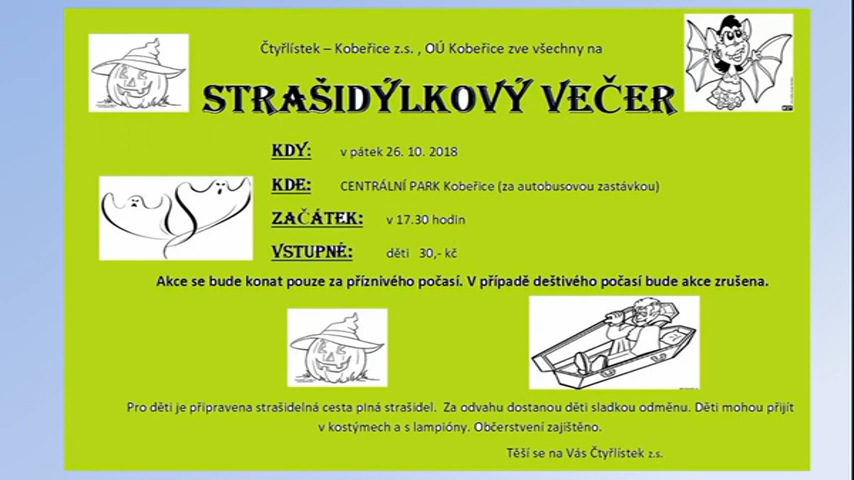 Čtyřlístek – Kobeřice z.s. , OÚ Kobeřice zve všechny na
STRAŠIDÝLKOVÝ VEČER
KDY: v pátek 26. 10. 2018
KDE: CENTRÁLNÍ PARK Kobeřice (za autobusovou zastávkou)
ZAČÁTEK: v 17.30 hodin
VSTUPNÉ: děti 30,- kč
Akce se bude konat pouze za příznivého počasí. V případě deštivého počasí bude akce zrušena.
Pro děti je připravena strašidelná cesta plná strašidel. Za odvahu dostanou děti sladkou odměnu. Děti mohou přijít
v kostýmech a s lampióny. Občerstvení zajištěno.
Těší se na Vás Čtyřlístek z.s.